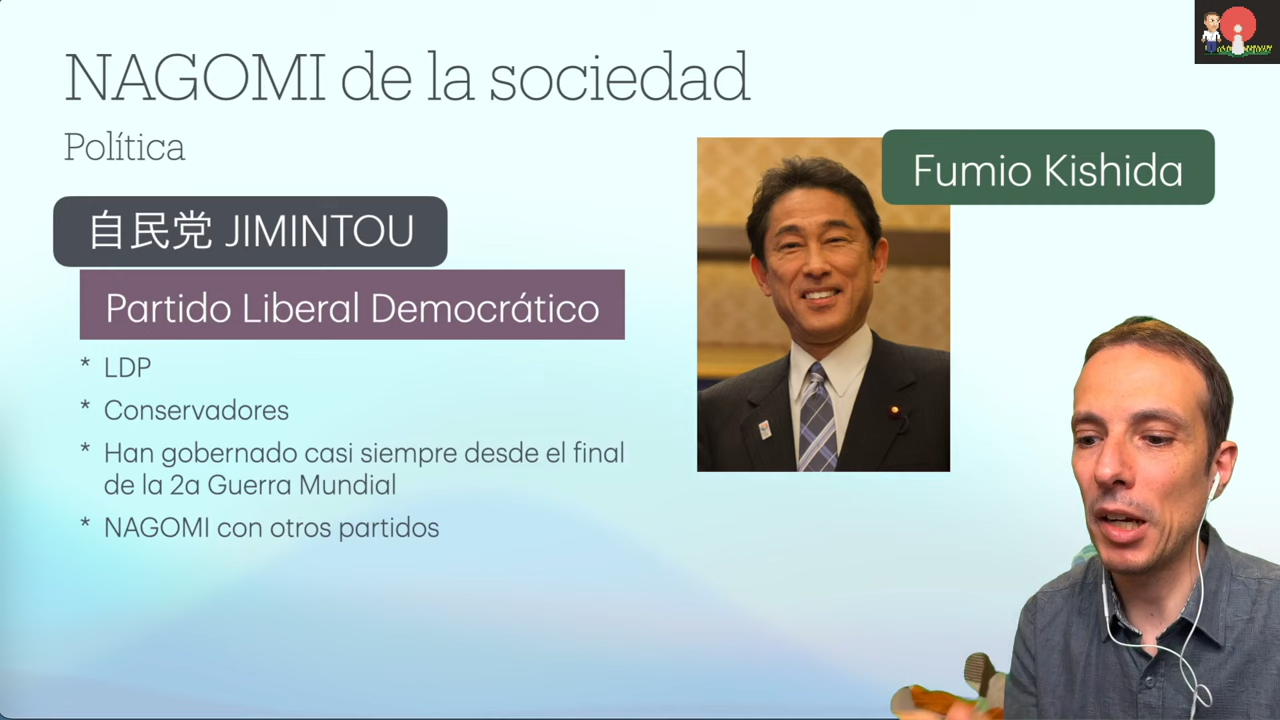 NAGOMI de la sociedad
Política
Fumio Kishida
自民党 JIMINTOU
Partido Liberal Democrático
* LDP
* Conservadores
* Han gobernado casi siempre desde el final
de la 2a Guerra Mundial
* NAGOMI con otros partidos